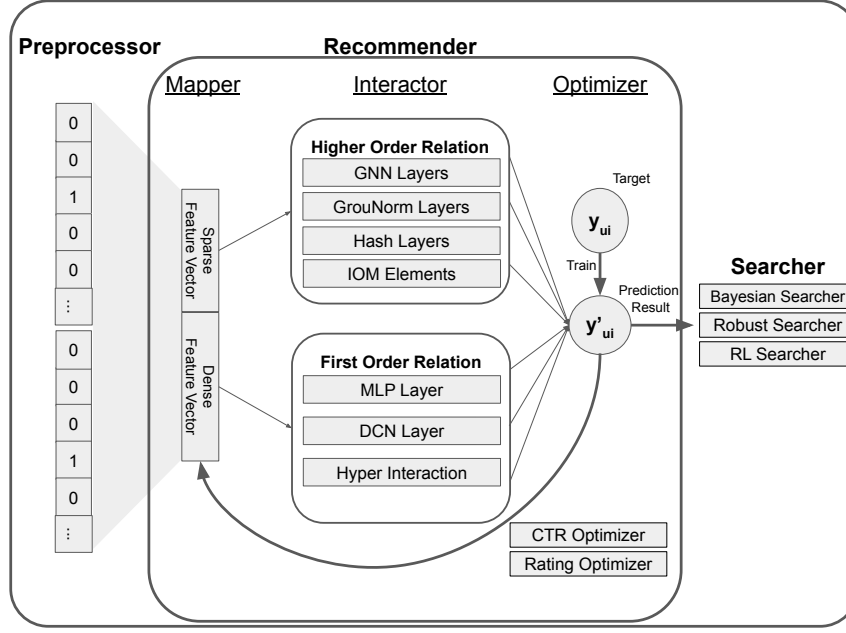 Preprocessor
Recommender
Mapper
Interactor
Optimizer
0
0
1
0
0
...
0
0
0
1
0
...
Sparse
Feature Vector
Dense
Feature Vector
Higher Order Relation
GNN Layers
GrouNorm Layers
Hash Layers
IOM Elements
First Order Relation
MLP Layer
DCN Layer
Hyper Interaction
Target
y_ui
Train
Prediction
Result
y'_ui
CTR Optimizer
Rating Optimizer
Searcher
Bayesian Searcher
Robust Searcher
RL Searcher